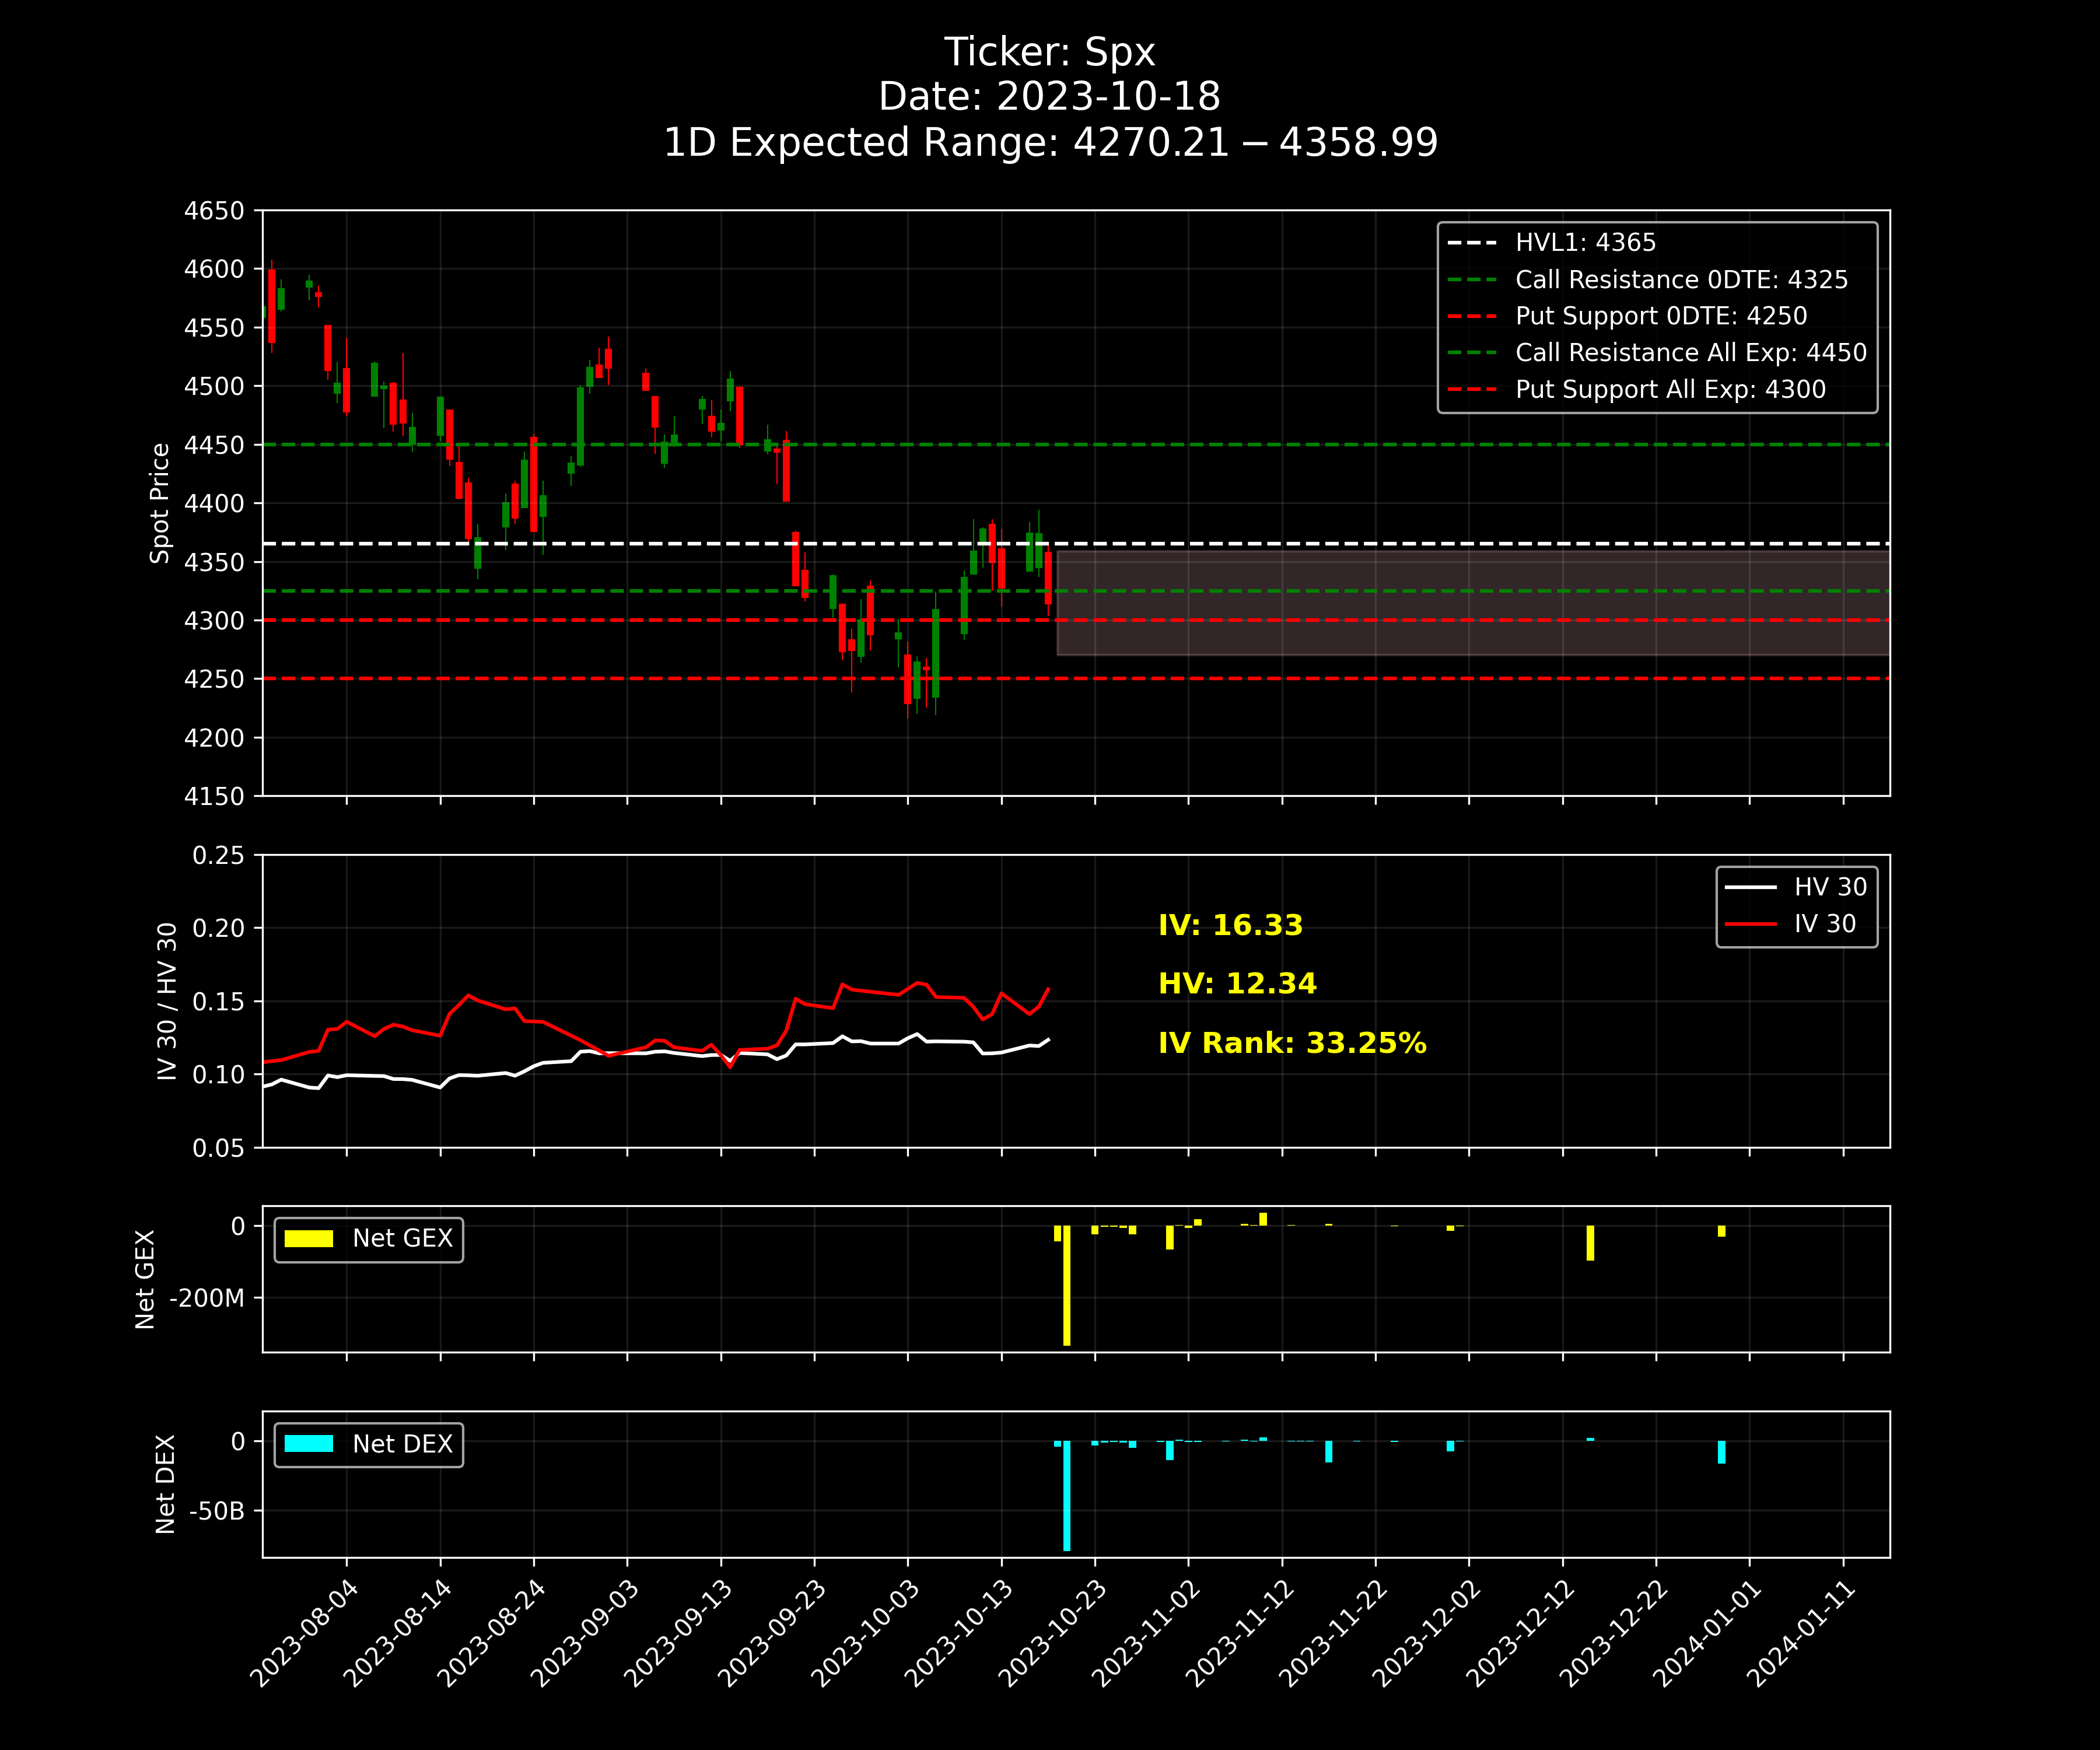 Ticker: Spx
Date: 2023-10-18
1D Expected Range: 4270.21 − 4358.99
Spot Price
4650
4600
4550
4500
4450
4400
4350
4300
4250
4200
4150
HVL1: 4365
Call Resistance 0DTE: 4325
Put Support 0DTE: 4250
Call Resistance All Exp: 4450
Put Support All Exp: 4300
IV 30 / HV 30
0.25
0.20
0.15
0.10
0.05
IV: 16.33
HV: 12.34
IV Rank: 33.25%
HV 30
IV 30
Net GEX
0
-200M
Net GEX
Net DEX
0
-50B
Net DEX
2023-08-04
2023-08-14
2023-08-24
2023-09-03
2023-09-13
2023-09-23
2023-10-03
2023-10-13
2023-10-23
2023-11-02
2023-11-12
2023-11-22
2023-12-02
2023-12-12
2023-12-22
2024-01-01
2024-01-11